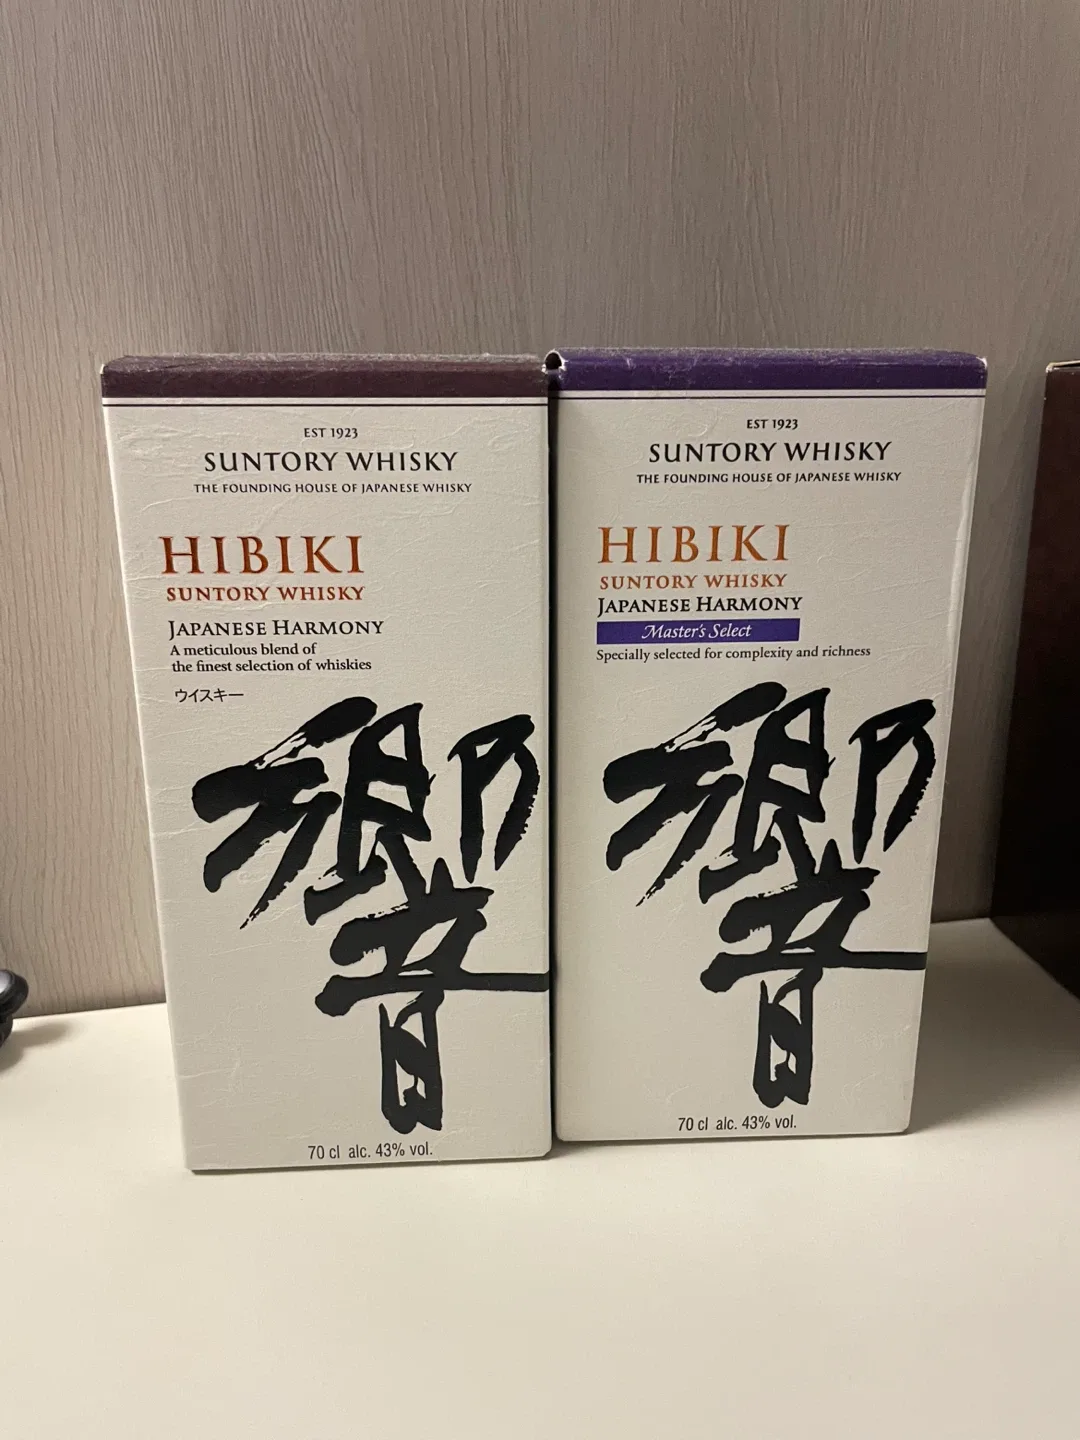 EST 1923
SUNTORY WHISKY
THE FOUNDING HOUSE OF JAPANESE WHISKY
HIBIKI
SUNTORY WHISKY
JAPANESE HARMONY
A meticulous blend of
the finest selection of whiskies
ウイスキー
響
70 cl alc. 43% vol.
EST 1923
SUNTORY WHISKY
THE FOUNDING HOUSE OF JAPANESE WHISKY
HIBIKI
SUNTORY WHISKY
JAPANESE HARMONY
Master's Select
Specially selected for complexity and richness
響
70 cl alc. 43% vol.